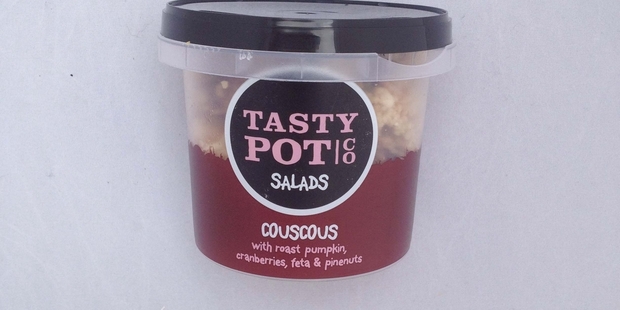 TASTY
POT CO
SALADS
COUSCOUS
with roast pumpkin,
cranberries, feta & pinenuts